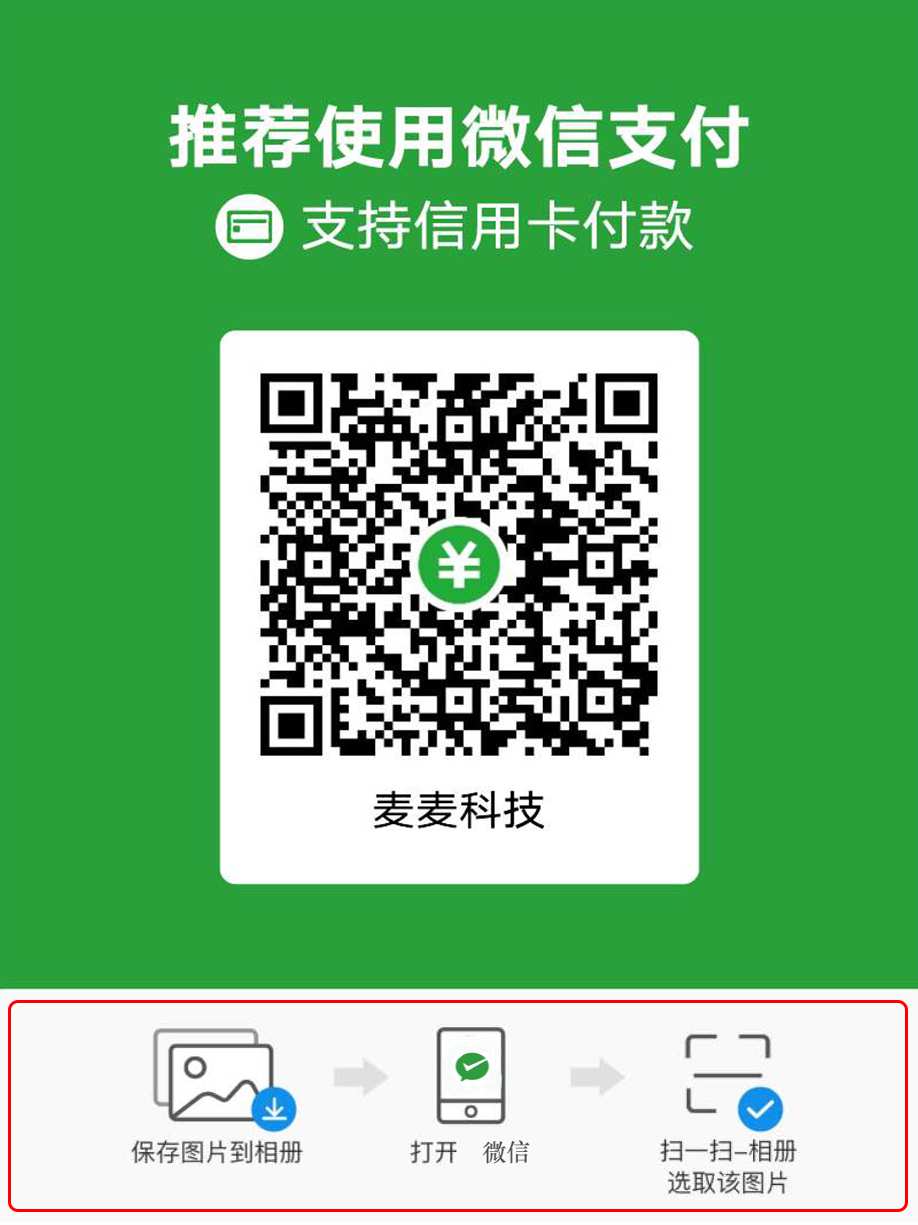 推荐使用微信支付
支持信用卡付款
¥
麦麦科技
保存图片到相册
打开 微信
扫一扫-相册
选取该图片